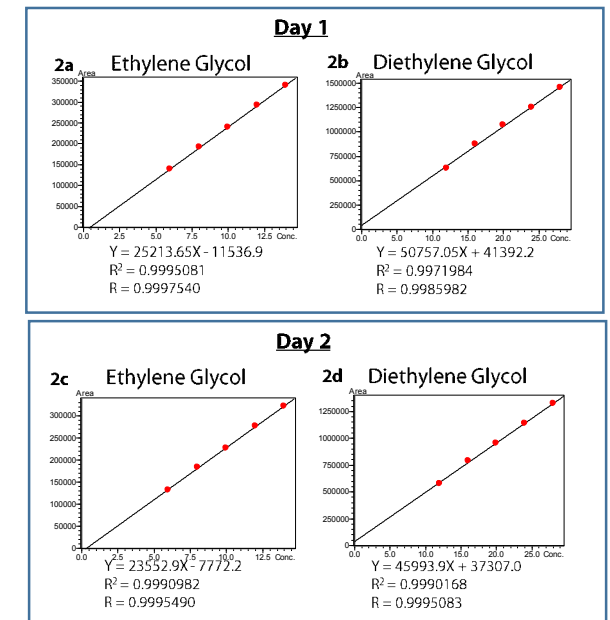 Day 1
2a Ethylene Glycol
Area
350000
300000
250000
200000
150000
100000
50000
0
0.0 2.5 5.0 7.5 10.0 12.5 Conc.
Y = 25213.65X - 11536.9
R² = 0.9995081
R = 0.9997540
2b Diethylene Glycol
Area
1500000
1250000
1000000
750000
500000
250000
0
0.0 5.0 10.0 15.0 20.0 25.0 Conc.
Y = 50757.05X + 41392.2
R² = 0.9971984
R = 0.9985982
Day 2
2c Ethylene Glycol
Area
300000
250000
200000
150000
100000
50000
0
0.0 2.5 5.0 7.5 10.0 12.5 Conc.
Y = 23552.9X - 7772.2
R² = 0.9990982
R = 0.9995490
2d Diethylene Glycol
Area
1250000
1000000
750000
500000
250000
0
0.0 5.0 10.0 15.0 20.0 25.0 Conc.
Y = 45993.9X + 37307.0
R² = 0.9990168
R = 0.9995083